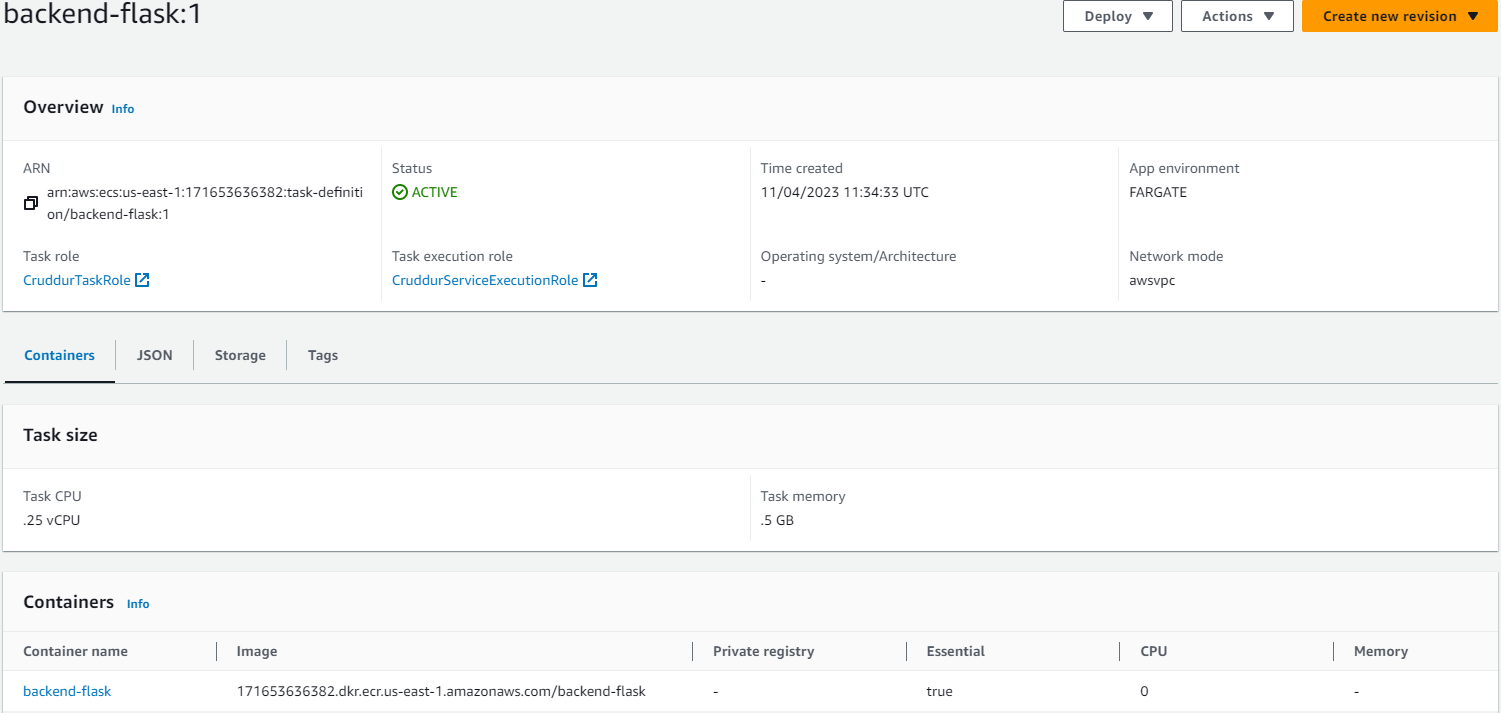 backend-flask:1
Deploy ▼ Actions ▼ Create new revision ▼
Overview Info
ARN Status Time created App environment
arn:aws:ecs:us-east-1:171653636382:task-definiti ACTIVE 11/04/2023 11:34:33 UTC FARGATE
on/backend-flask:1
Task role Task execution role Operating system/Architecture Network mode
CruddurTaskRole CruddurServiceExecutionRole - awsvpc
Containers JSON Storage Tags
Task size
Task CPU Task memory
.25 vCPU .5 GB
Containers Info
Container name Image Private registry Essential CPU Memory
backend-flask 171653636382.dkr.ecr.us-east-1.amazonaws.com/backend-flask - true 0 -